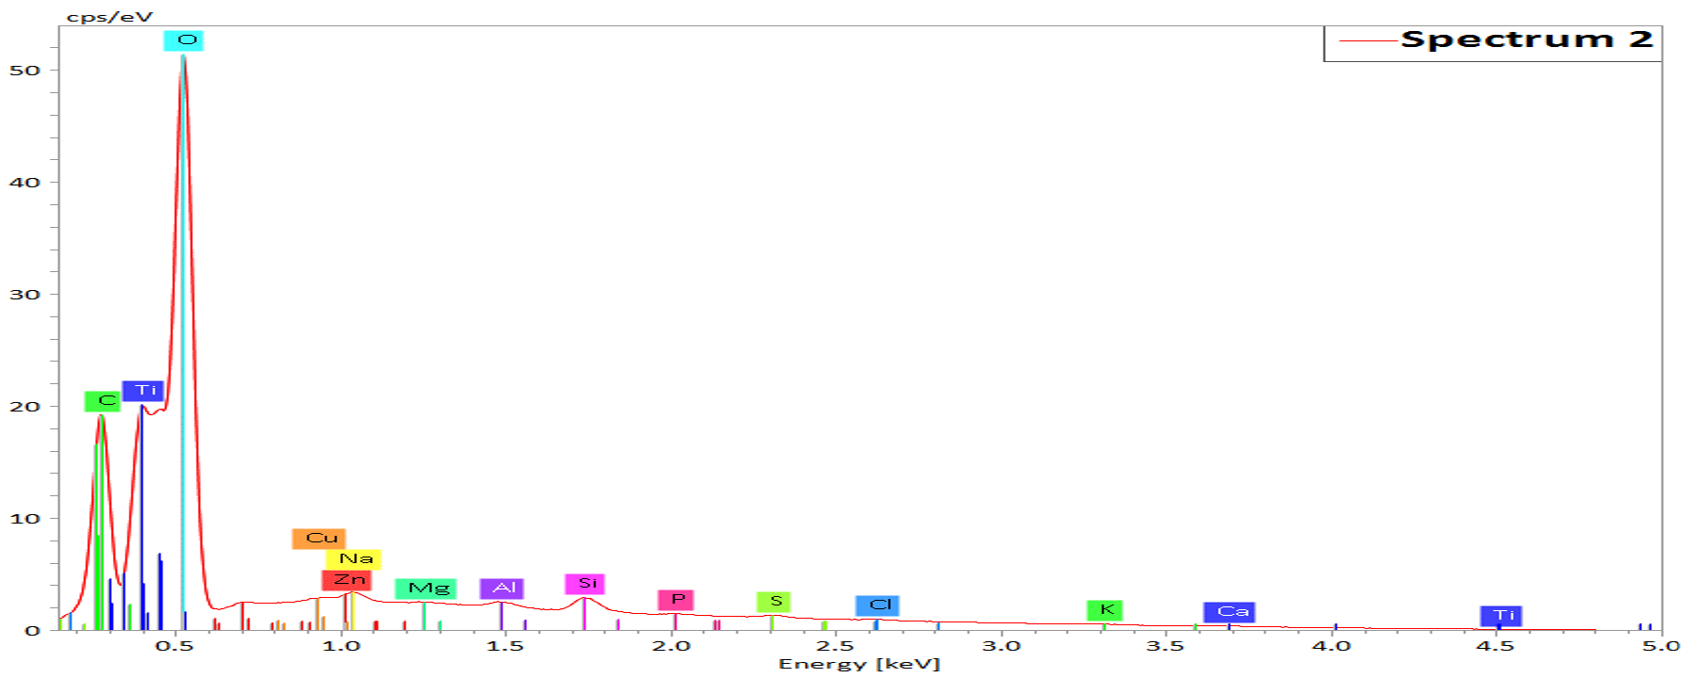 cps/eV
Spectrum 2
O
50
40
30
C Ti
20
10
Cu
Na
Zn Mg Al Si P S Cl K Ca Ti
0
0.5 1.0 1.5 2.0 2.5 3.0 3.5 4.0 4.5 5.0
Energy [keV]